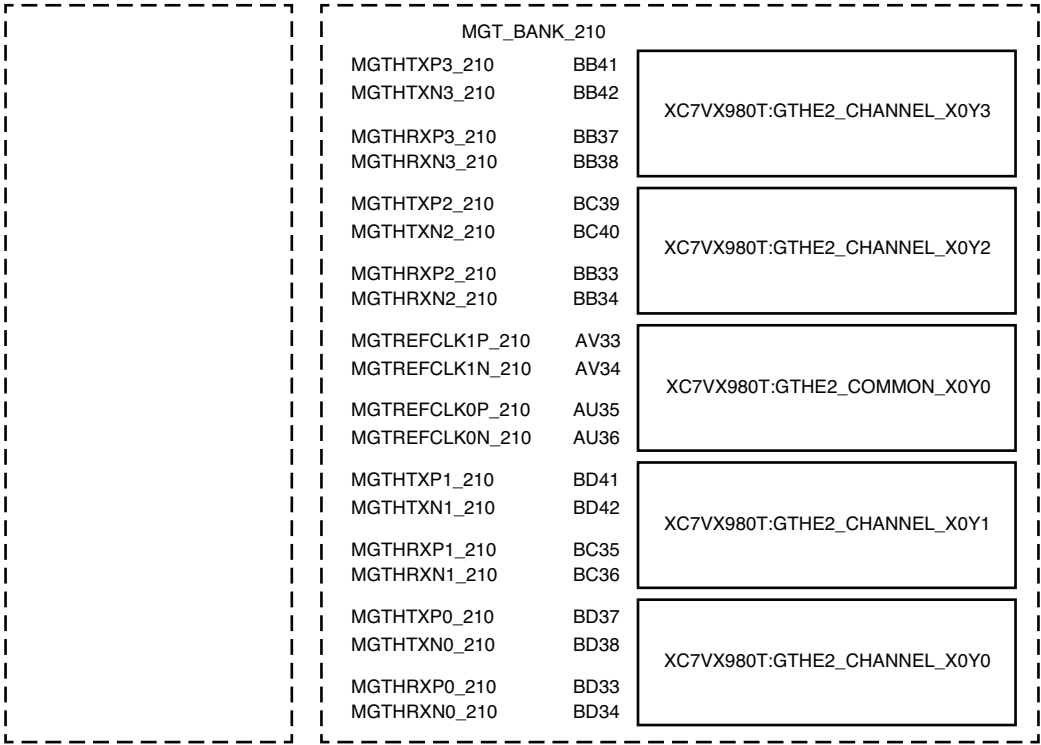 MGT_BANK_210
MGTHTXP3_210 BB41
MGTHTXN3_210 BB42
XC7VX980T:GTHE2_CHANNEL_X0Y3
MGTHRXP3_210 BB37
MGTHRXN3_210 BB38
MGTHTXP2_210 BC39
MGTHTXN2_210 BC40
XC7VX980T:GTHE2_CHANNEL_X0Y2
MGTHRXP2_210 BB33
MGTHRXN2_210 BB34
MGTREFCLK1P_210 AV33
MGTREFCLK1N_210 AV34
XC7VX980T:GTHE2_COMMON_X0Y0
MGTREFCLK0P_210 AU35
MGTREFCLK0N_210 AU36
MGTHTXP1_210 BD41
MGTHTXN1_210 BD42
XC7VX980T:GTHE2_CHANNEL_X0Y1
MGTHRXP1_210 BC35
MGTHRXN1_210 BC36
MGTHTXP0_210 BD37
MGTHTXN0_210 BD38
XC7VX980T:GTHE2_CHANNEL_X0Y0
MGTHRXP0_210 BD33
MGTHRXN0_210 BD34